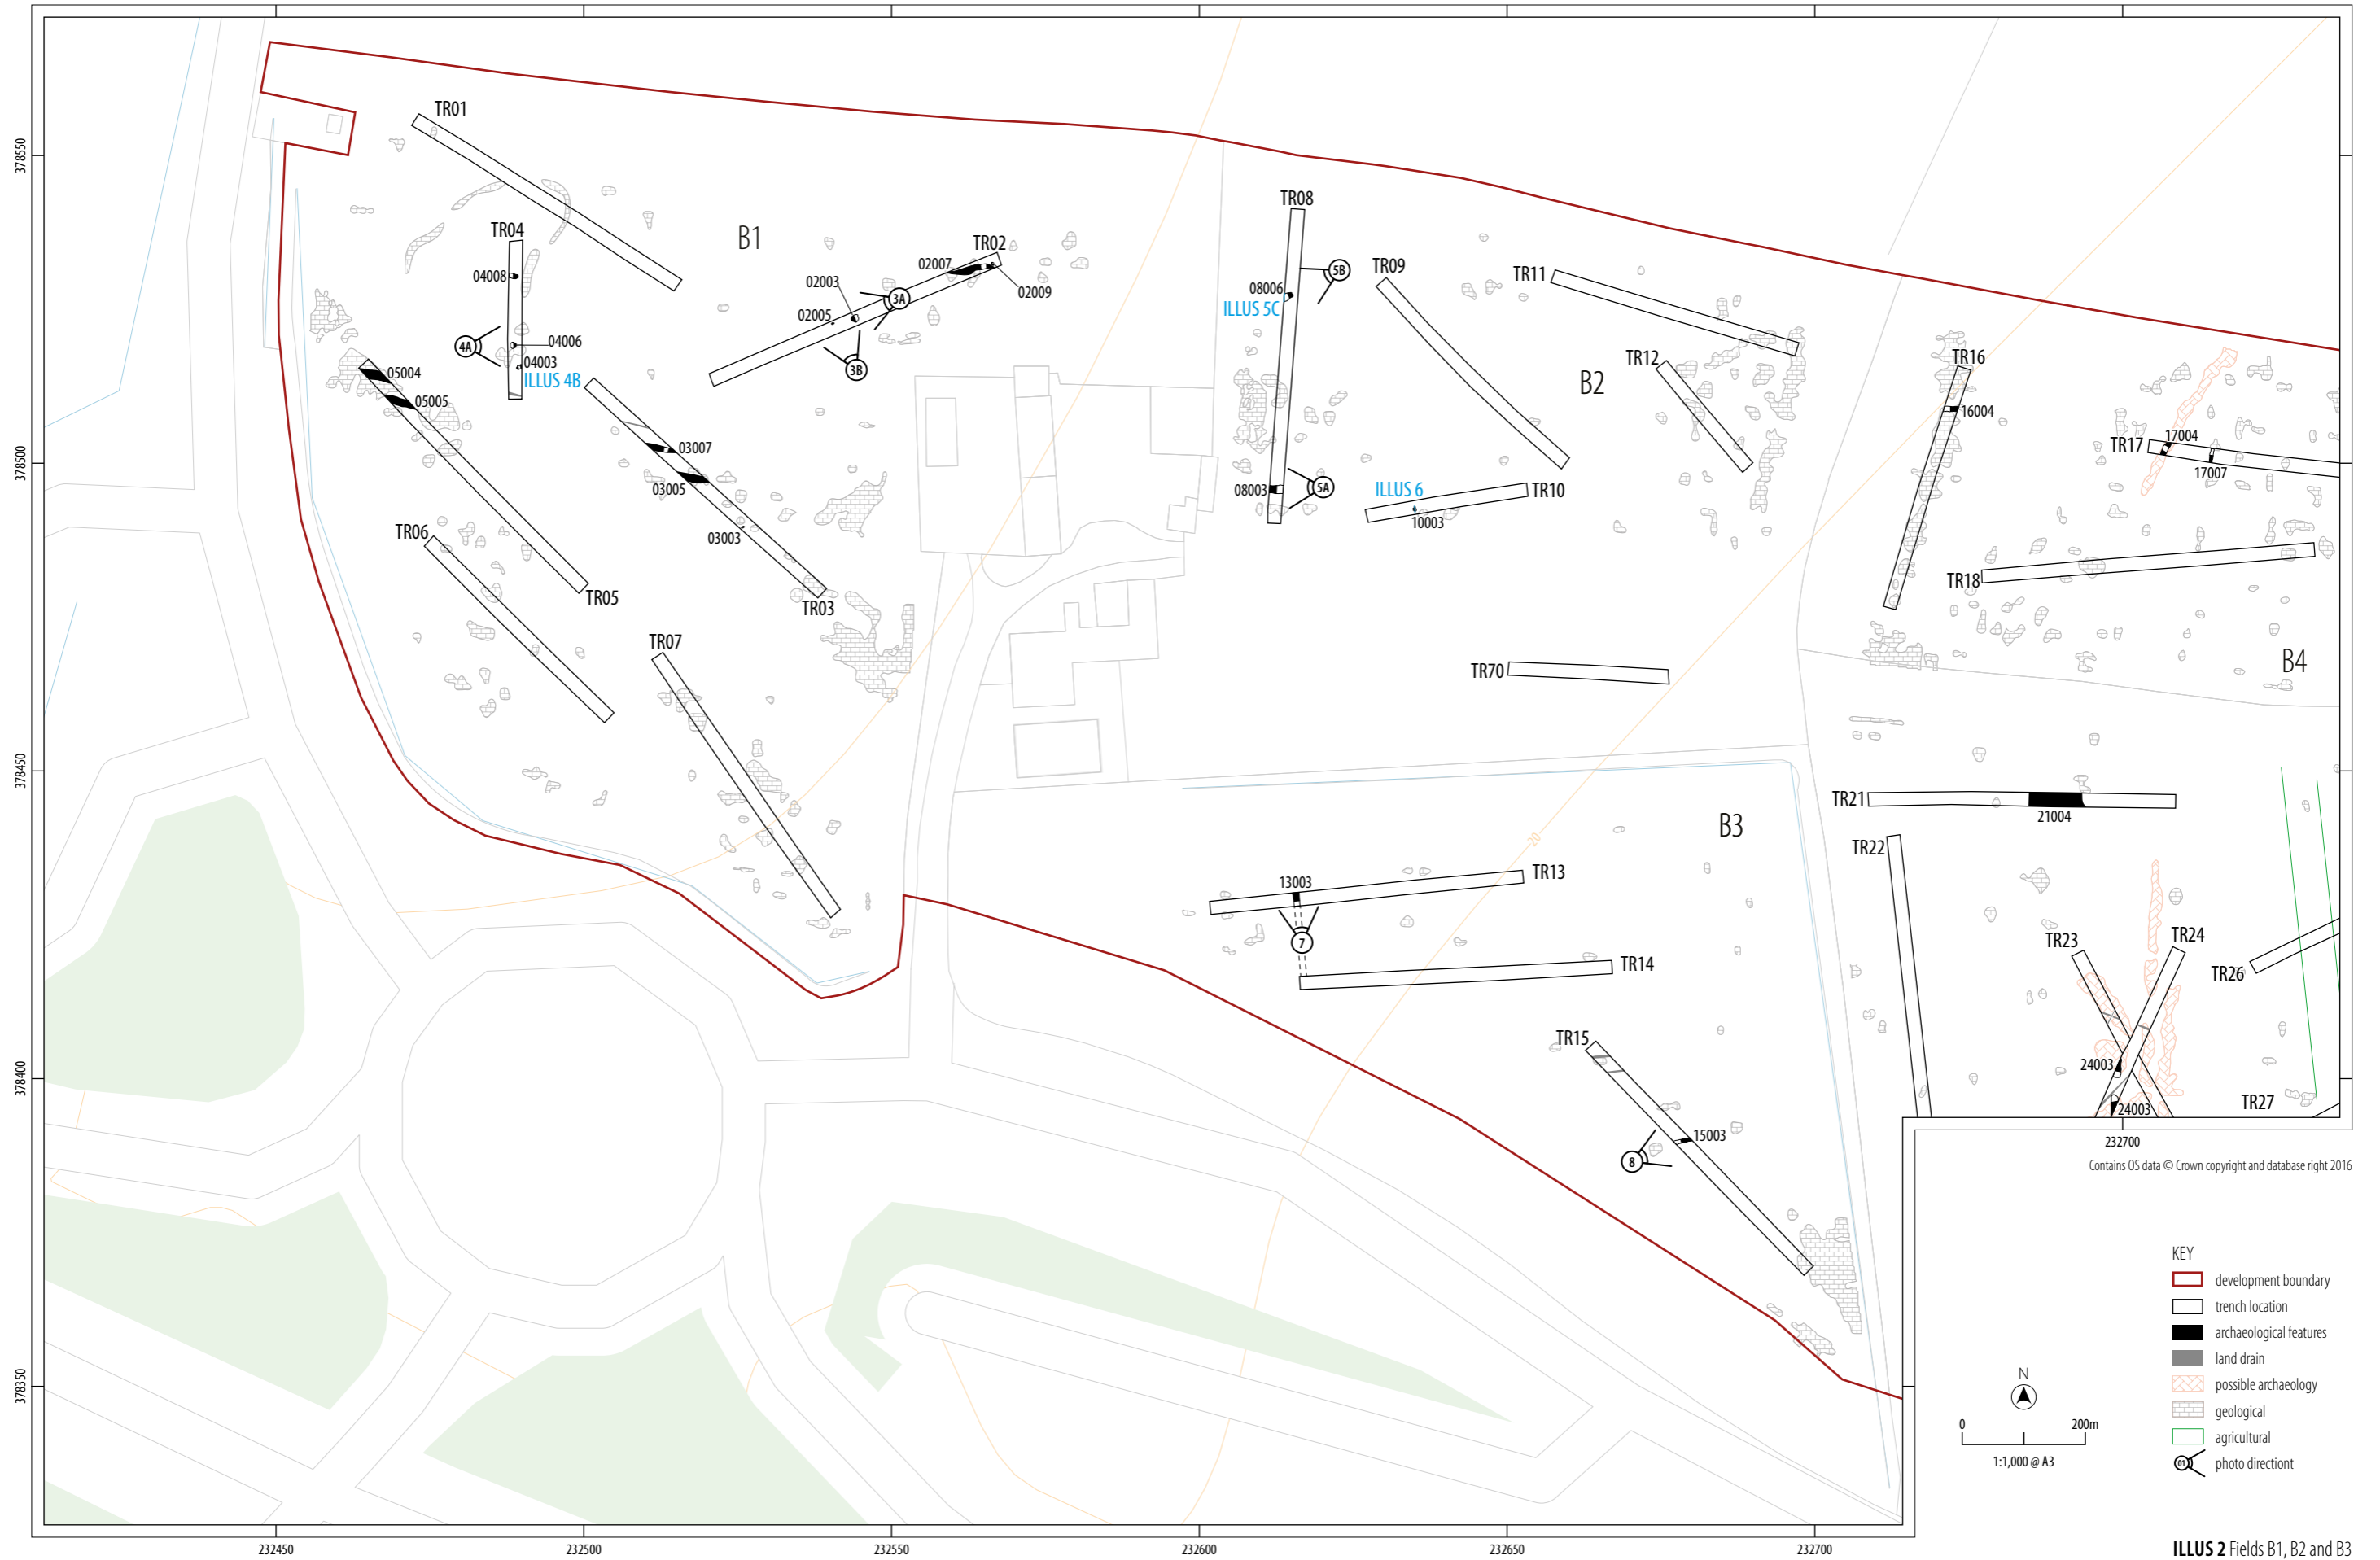 TR01
378550
TR04
B1
TR02
02007
02009
02003
02005
3A
3B
04008
04006
04003
ILLUS 4B
4A
05004
05005
03007
03005
03003
378500
TR06
TR05
TR03
TR07
TR08
5B
08006
ILLUS 5C
TR09
TR11
TR12
B2
08003
5A
ILLUS 6
TR10
10003
TR16
16004
TR17
17004
17007
TR18
B4
TR70
378450
B3
TR21
21004
TR22
20
TR13
13003
7
TR14
TR23
TR24
TR26
TR15
15003
8
24003
24003
TR27
378400
232700
Contains OS data © Crown copyright and database right 2016
KEY
development boundary
trench location
archaeological features
land drain
possible archaeology
geological
agricultural
01 photo directiont
N
0 200m
1:1,000 @ A3
378350
232450 232500 232550 232600 232650 232700
ILLUS 2 Fields B1, B2 and B3